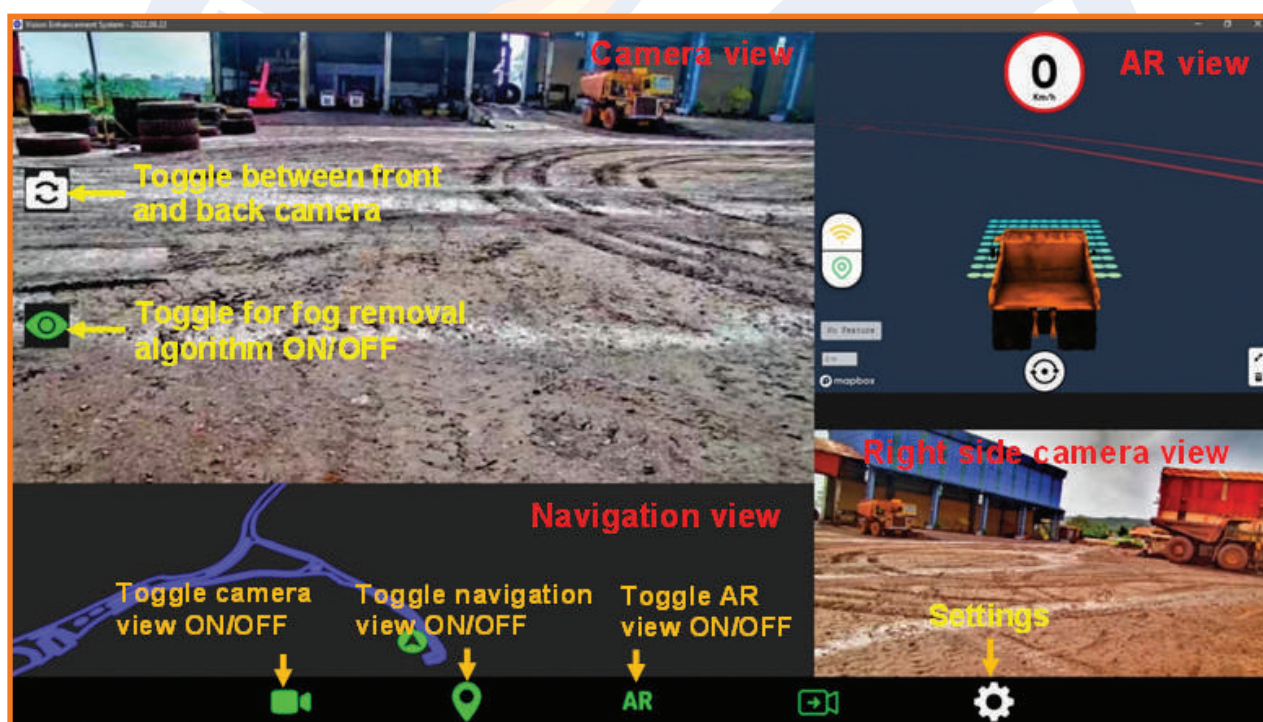 Vision Enhancement System - 2022.06.22
Camera view
0
Km/h
AR view
Toggle between front
and back camera
Toggle for fog removal
algorithm ON/OFF
No Feature
mapbox
Right side camera view
Navigation view
Toggle camera
view ON/OFF
Toggle navigation
view ON/OFF
Toggle AR
view ON/OFF
Settings
AR